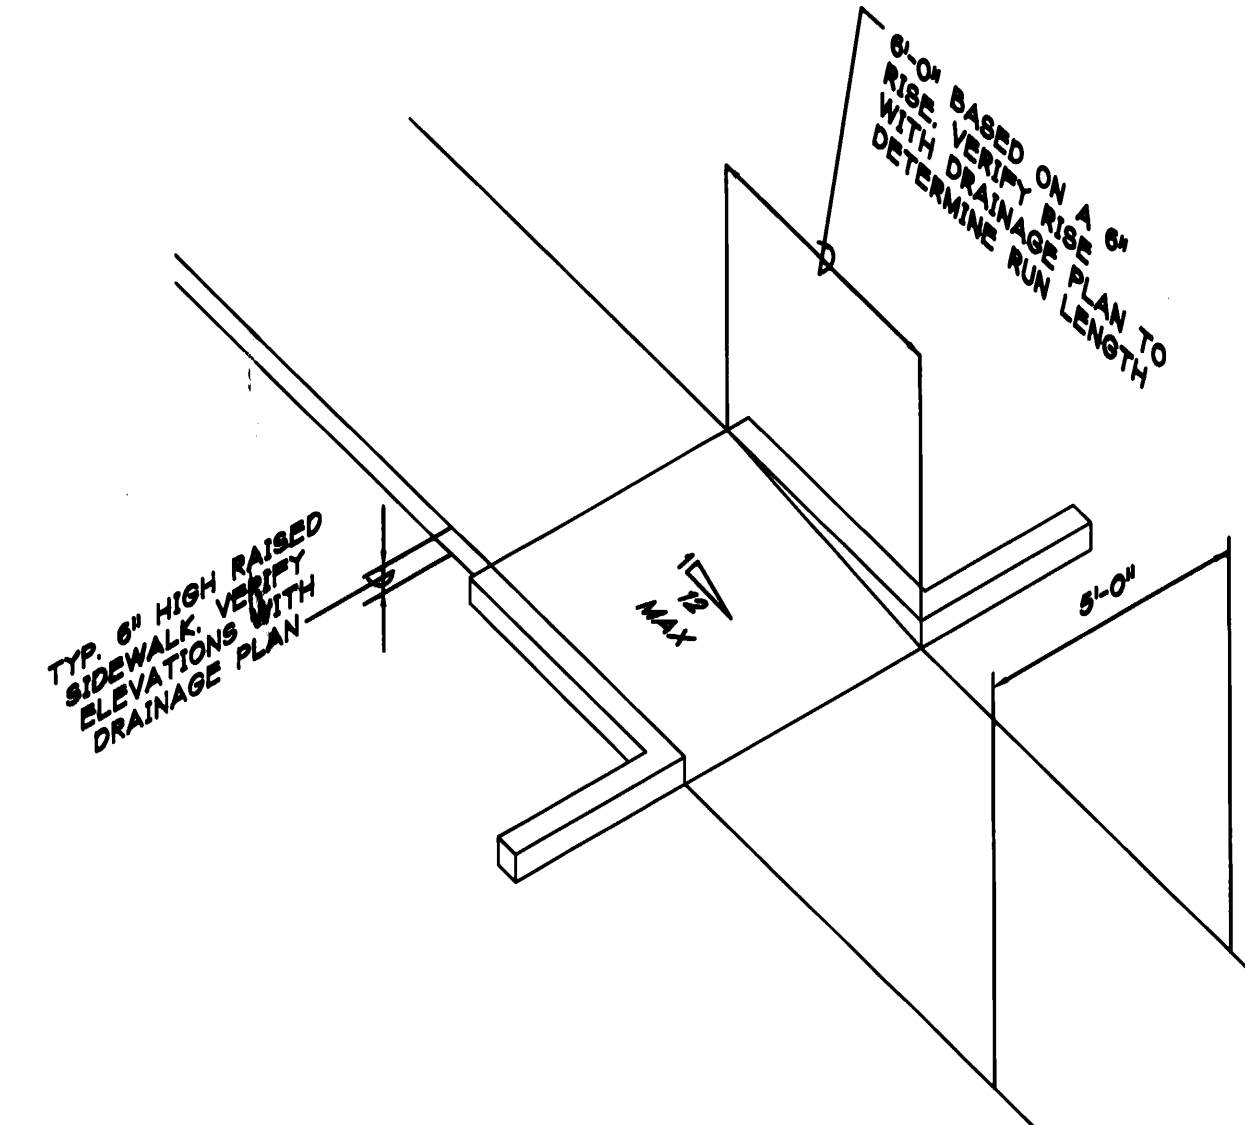 6'-0" BASED ON A 6"
RISE. VERIFY RISE
WITH DRAINAGE PLAN TO
DETERMINE RUN LENGTH
TYP. 6" HIGH RAISED
SIDEWALK. VERIFY
ELEVATIONS WITH
DRAINAGE PLAN
1
12
MAX
5'-0"